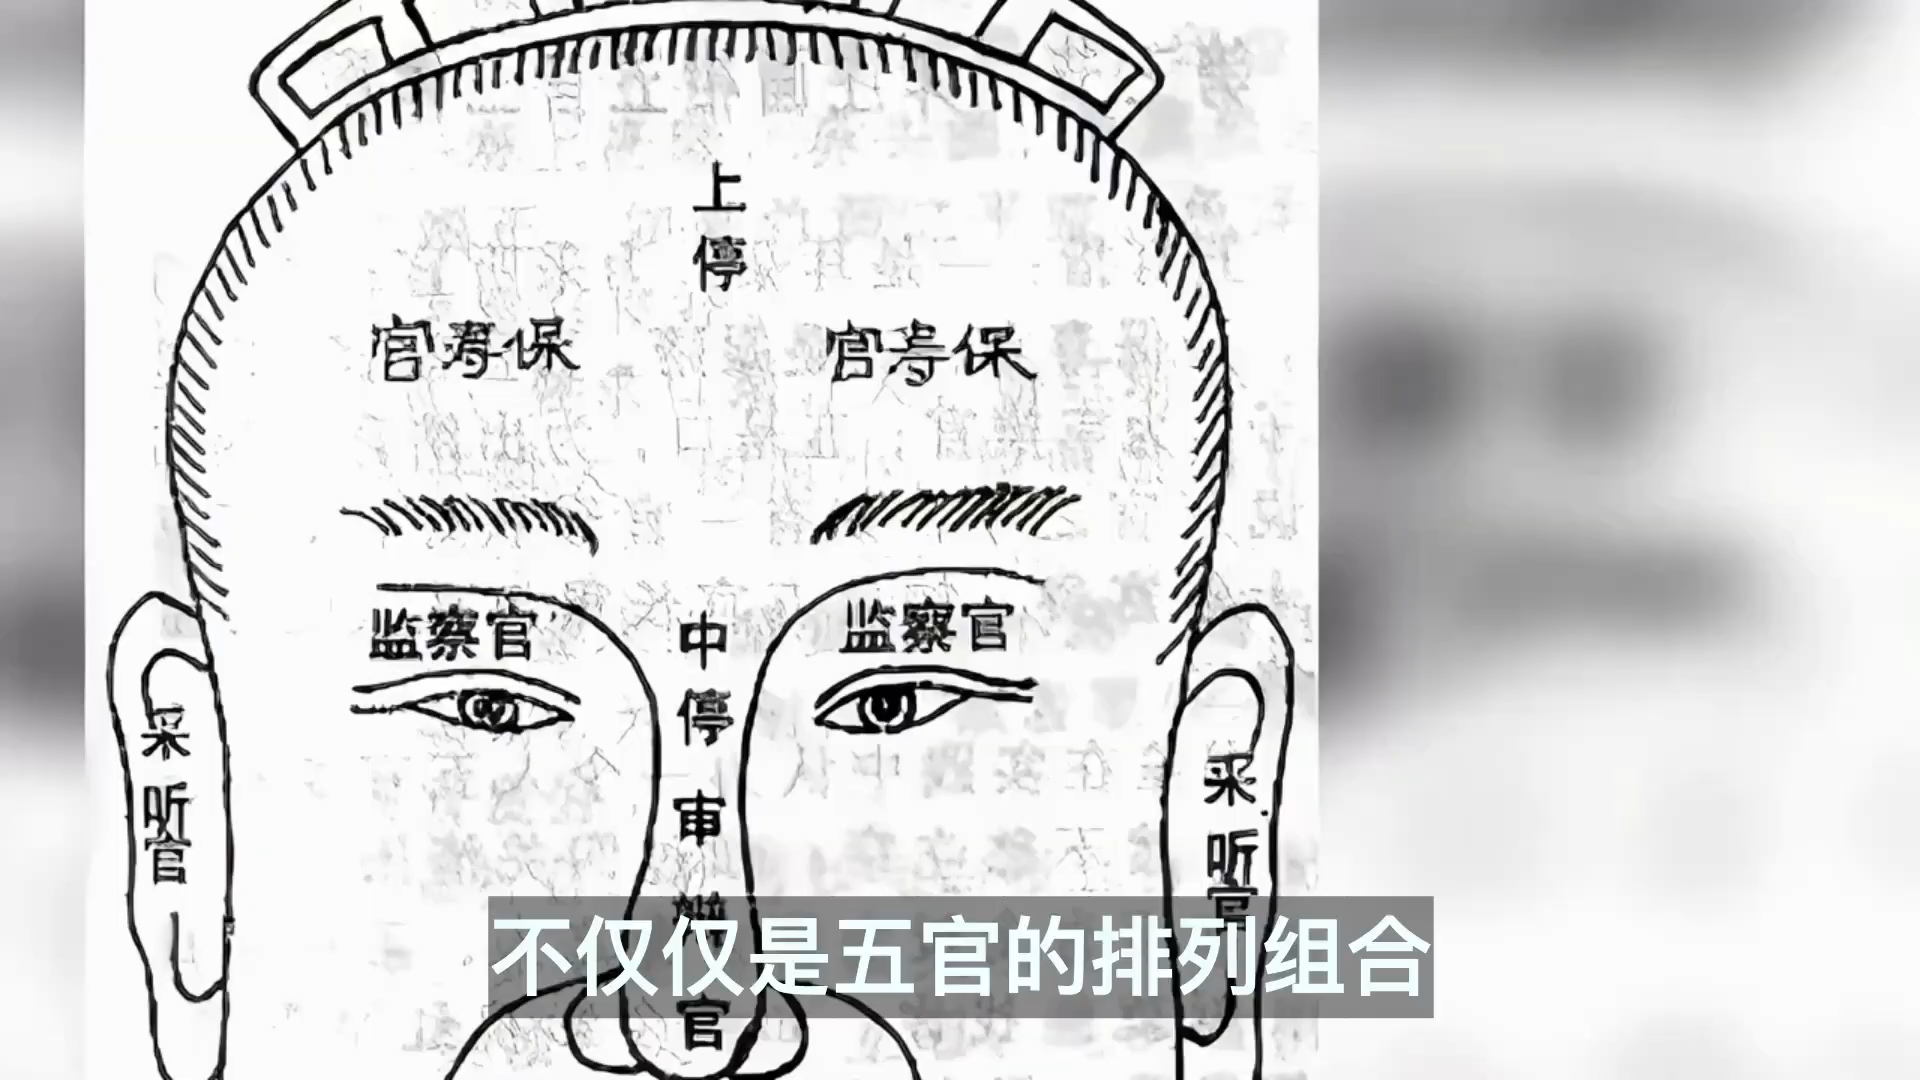 上停
官寿保
官寿保
监察官
监察官
中停
审辨官
采听官
采听官
不仅仅是五官的排列组合